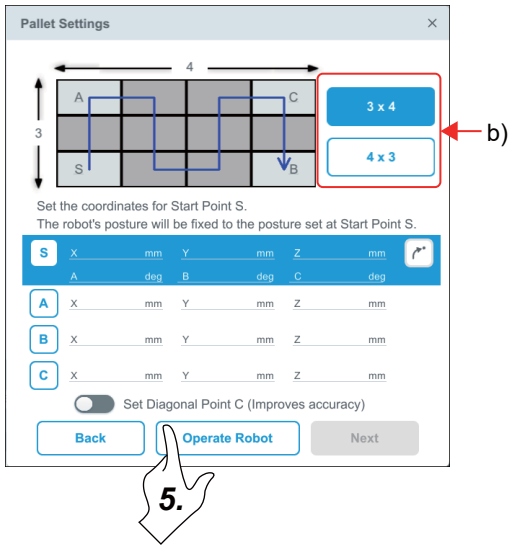 Pallet Settings ×
4
A C
3
S B
3 x 4
4 x 3
b)
Set the coordinates for Start Point S.
The robot's posture will be fixed to the posture set at Start Point S.
S X mm Y mm Z mm
A deg B deg C deg
A X mm Y mm Z mm
B X mm Y mm Z mm
C X mm Y mm Z mm
Set Diagonal Point C (Improves accuracy)
Back Operate Robot Next
5.